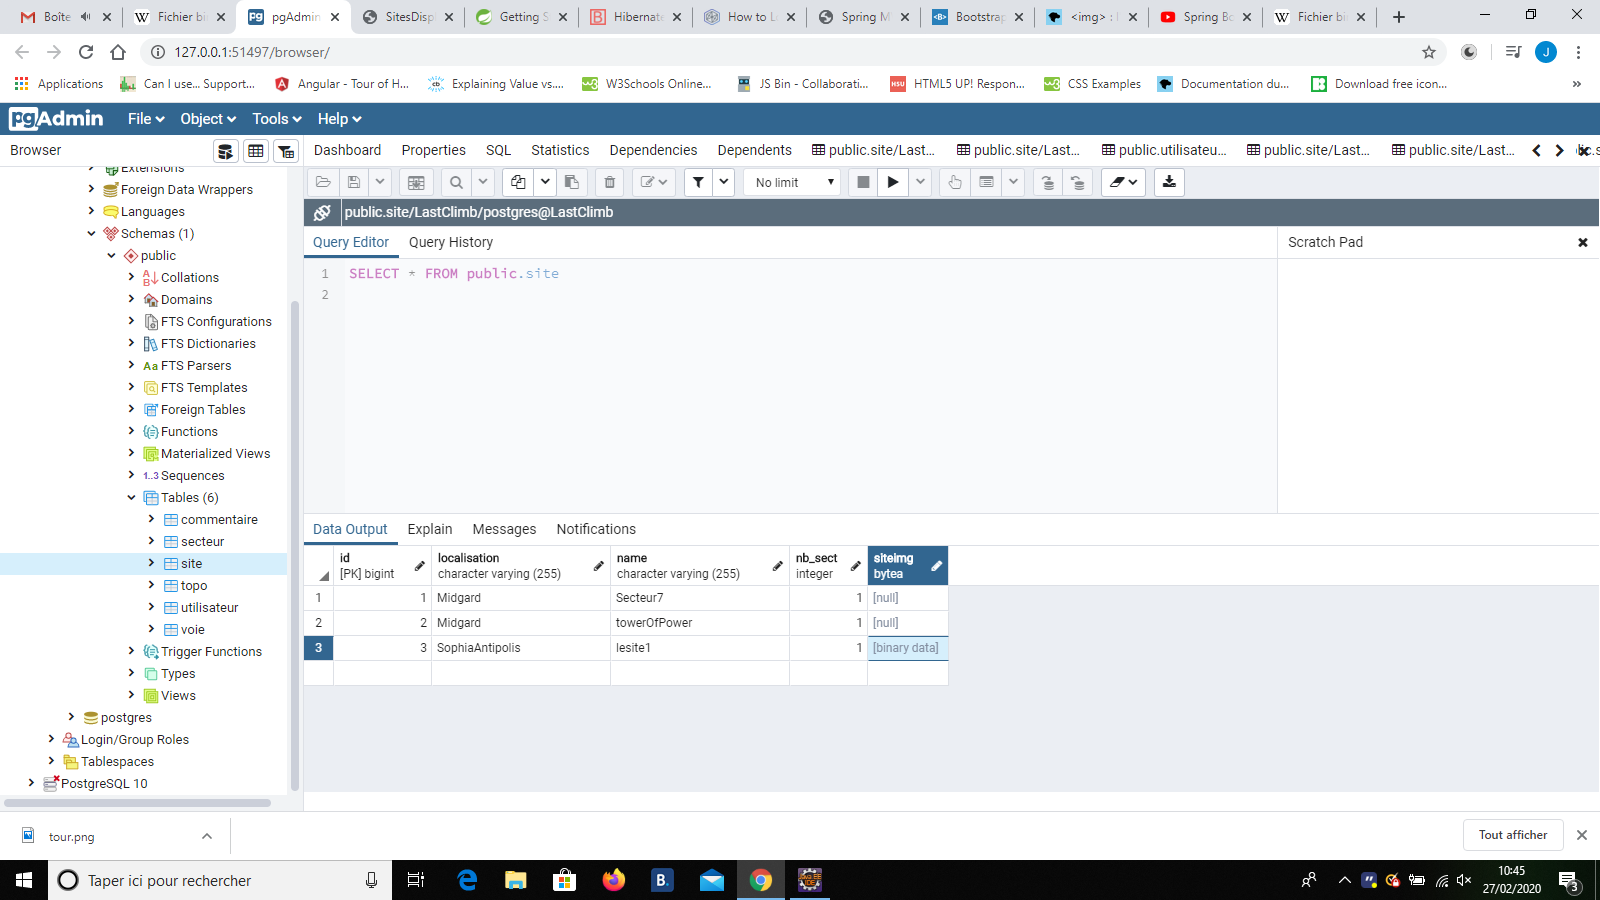 Boîte
Fichier bi
pgAdmin
SitesDisp
Getting S
Hibernate
How to L
Spring M
Bootstrap
<img> : l
Spring Bo
Fichier bi
127.0.0.1:51497/browser/
J
Applications
Can I use... Support...
Angular - Tour of H...
Explaining Value vs....
W3Schools Online...
JS Bin - Collaborati...
HTML5 UP! Respon...
CSS Examples
Documentation du...
Download free icon...
»
pgAdmin
File
Object
Tools
Help
Browser
Dashboard
Properties
SQL
Statistics
Dependencies
Dependents
public.site/Last...
public.site/Last...
public.utilisateu...
public.site/Last...
public.site/Last...
No limit
public.site/LastClimb/postgres@LastClimb
Query Editor
Query History
Scratch Pad
1 SELECT * FROM public.site
2
Extensions
Foreign Data Wrappers
Languages
Schemas (1)
public
Collations
Domains
FTS Configurations
FTS Dictionaries
Aa FTS Parsers
FTS Templates
Foreign Tables
Functions
Materialized Views
1..3 Sequences
Tables (6)
commentaire
secteur
site
topo
utilisateur
voie
Trigger Functions
Types
Views
postgres
Login/Group Roles
Tablespaces
PostgreSQL 10
Data Output
Explain
Messages
Notifications
id
[PK] bigint
localisation
character varying (255)
name
character varying (255)
nb_sect
integer
siteimg
bytea
1 1 Midgard Secteur7 1 [null]
2 2 Midgard towerOfPower 1 [null]
3 3 SophiaAntipolis lesite1 1 [binary data]
tour.png
Tout afficher
Taper ici pour rechercher
10:45
27/02/2020
3